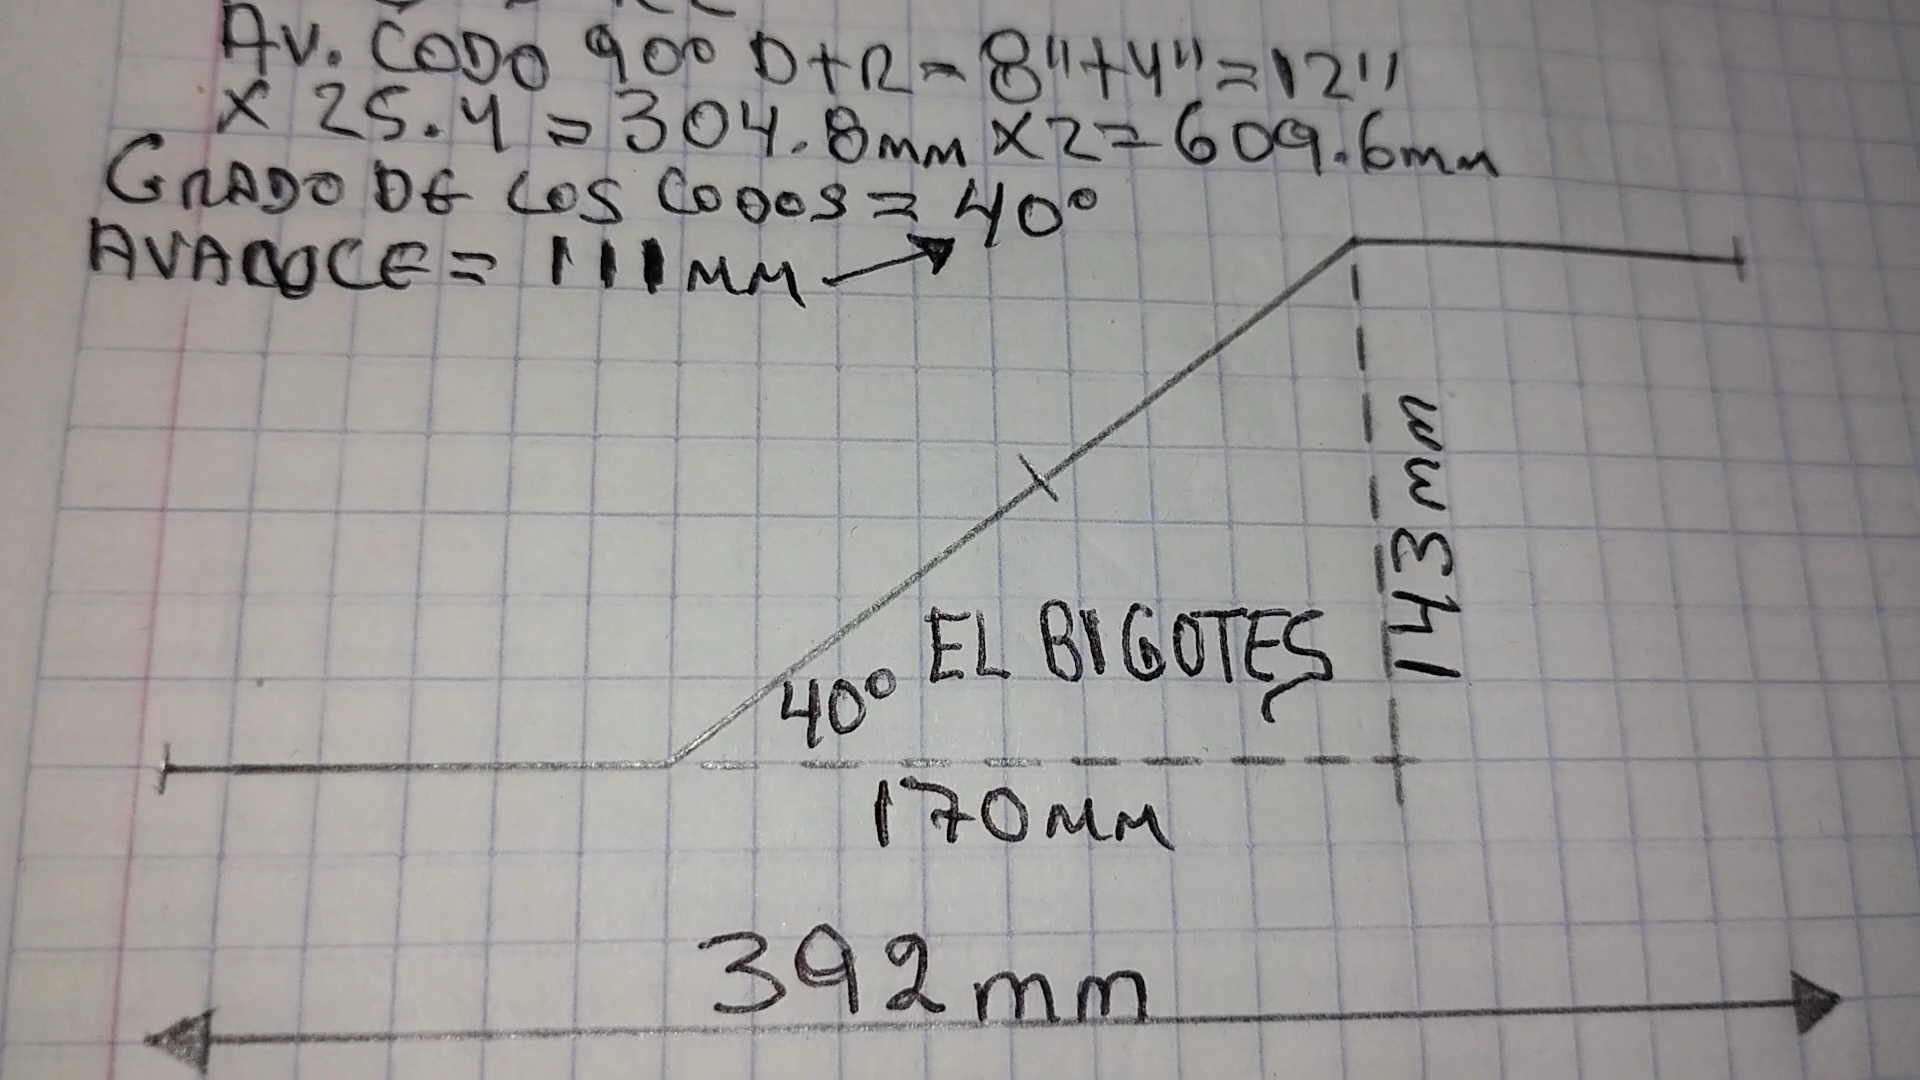 AV. CODO 90° D+R = 8"+4" = 12"
X 25.4 = 304.8mm X2 = 609.6mm
GRADO DE LOS CODOS = 40°
AVANCE = 111MM → 40°
143mm
EL BIGOTES
40°
170MM
392mm